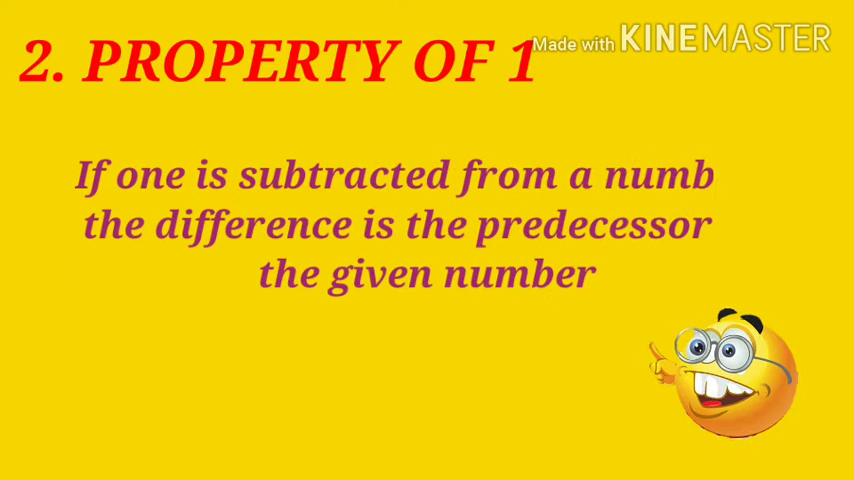 2. PROPERTY OF 1
Made with KINEMASTER
If one is subtracted from a numb
the difference is the predecessor
the given number